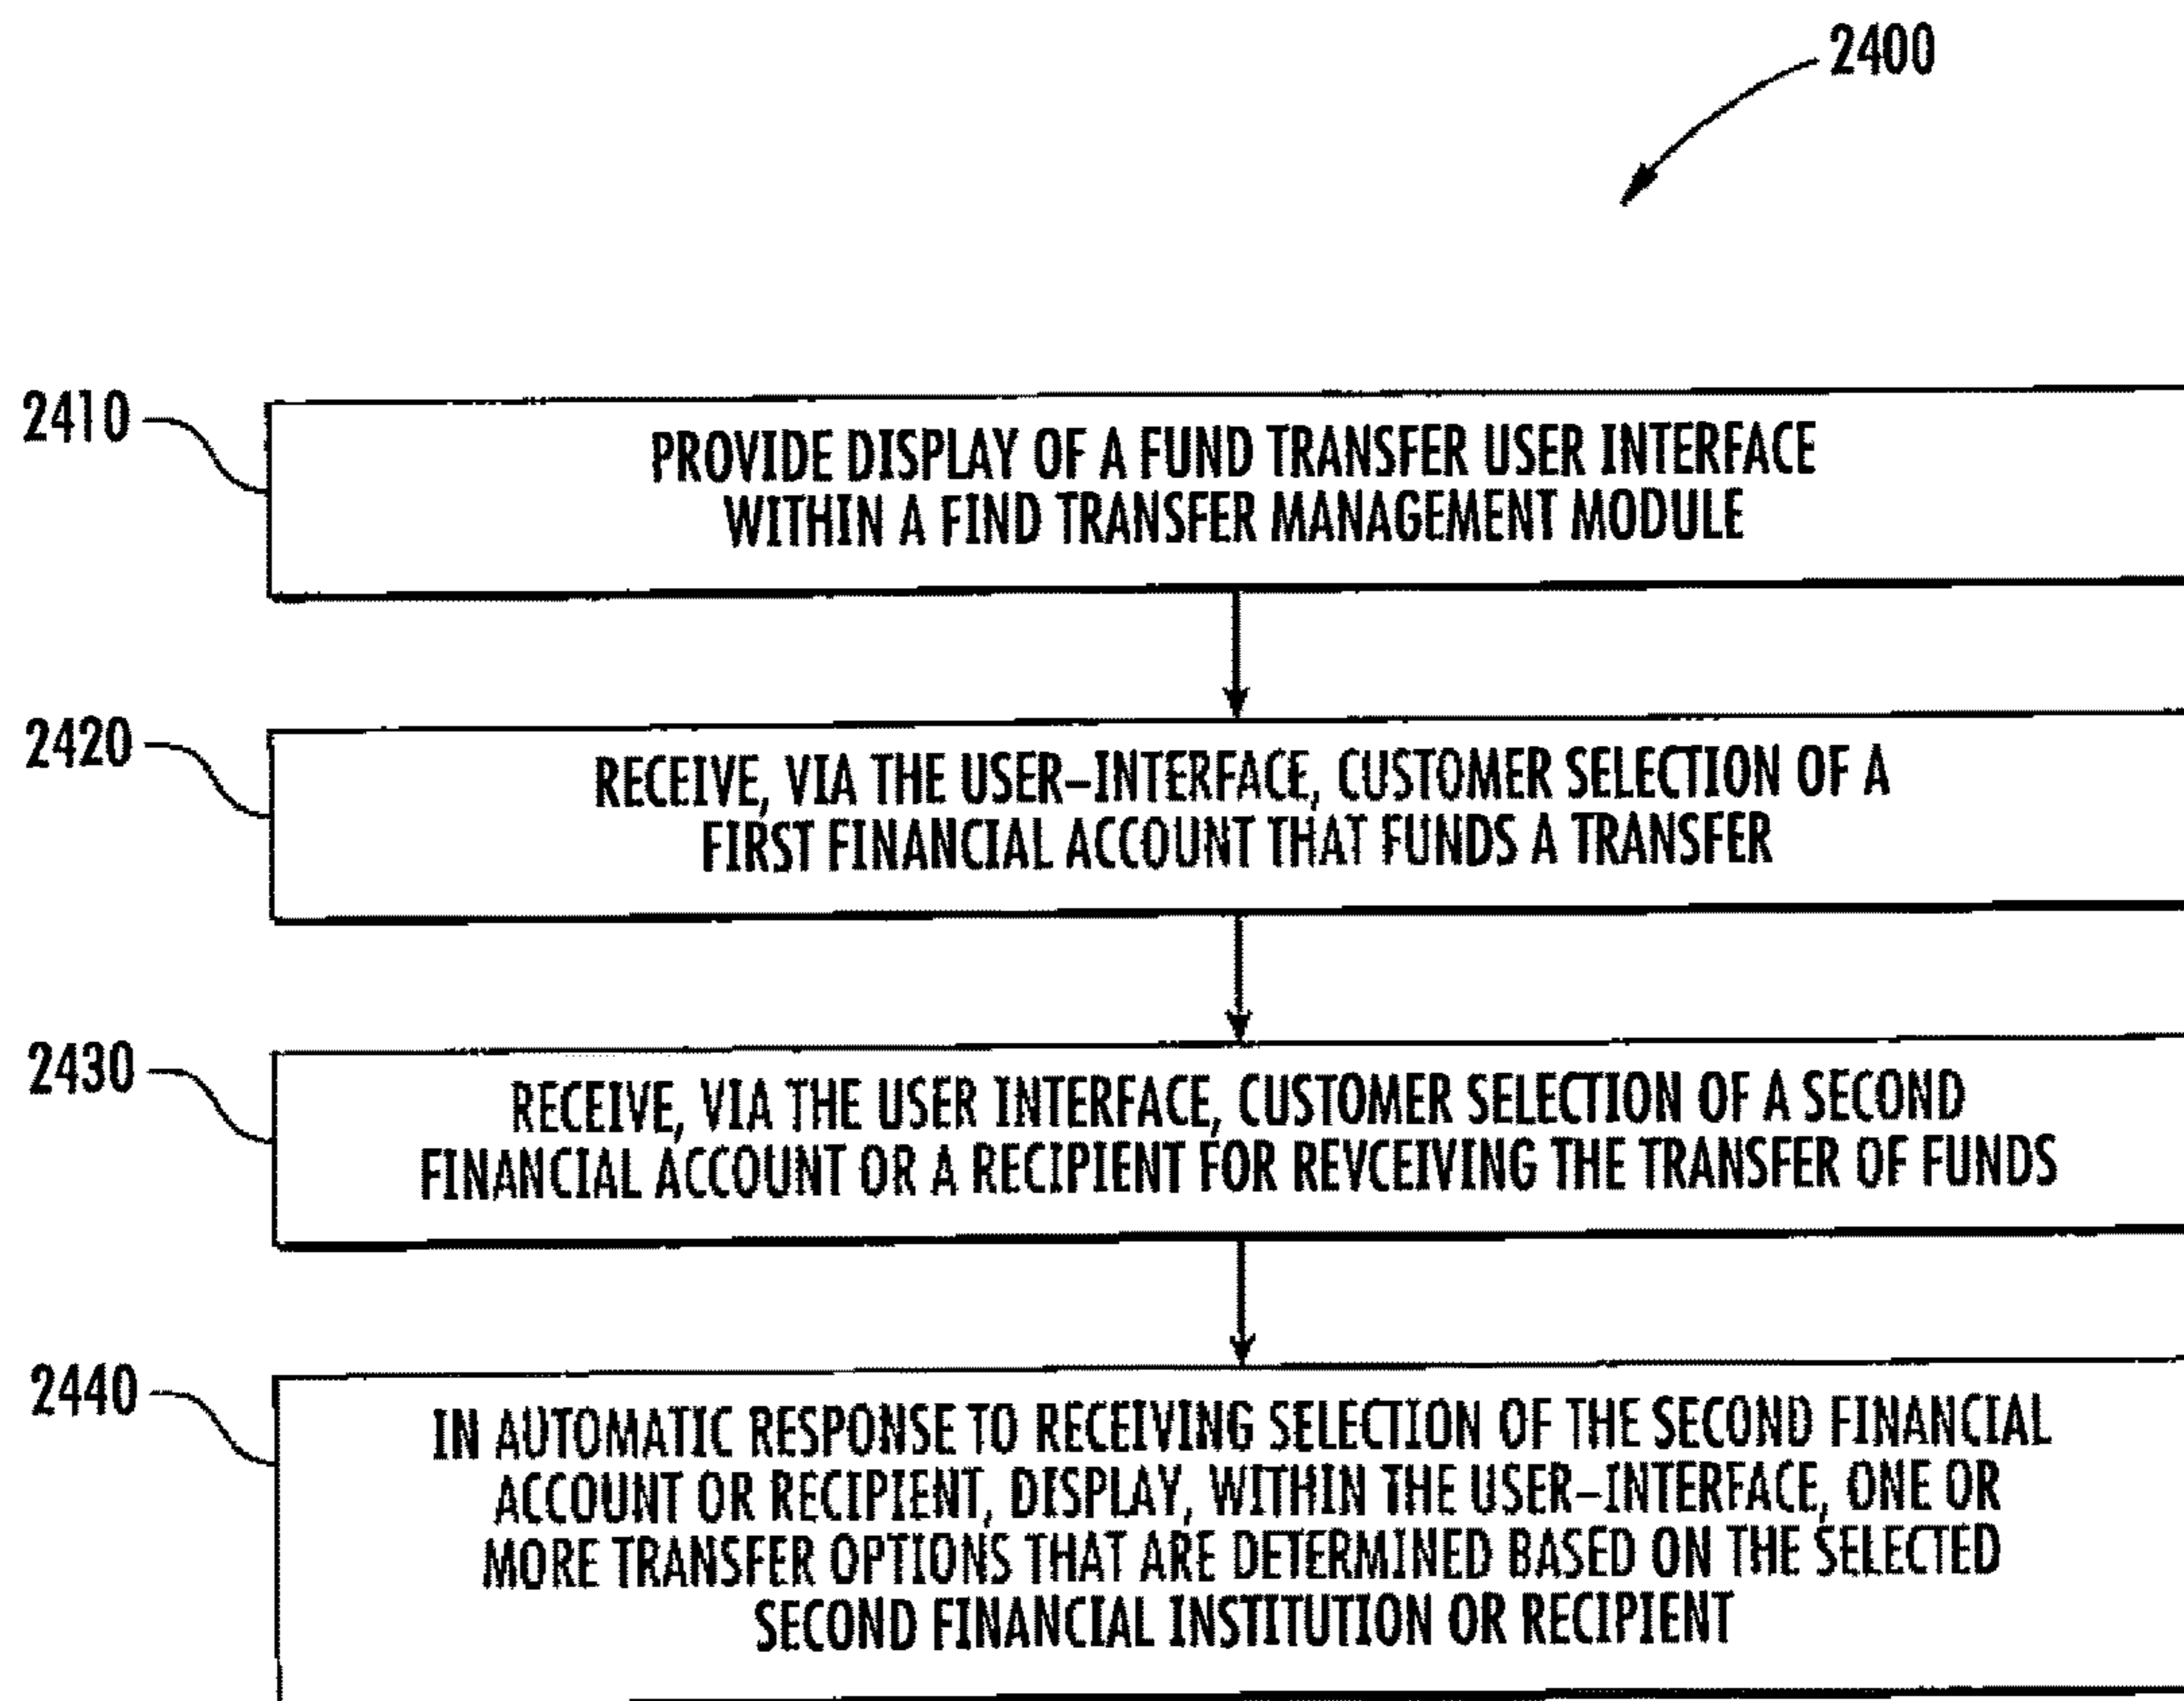 2400
2410
PROVIDE DISPLAY OF A FUND TRANSFER USER INTERFACE
WITHIN A FIND TRANSFER MANAGEMENT MODULE
2420
RECEIVE, VIA THE USER-INTERFACE, CUSTOMER SELECTION OF A
FIRST FINANCIAL ACCOUNT THAT FUNDS A TRANSFER
2430
RECEIVE, VIA THE USER INTERFACE, CUSTOMER SELECTION OF A SECOND
FINANCIAL ACCOUNT OR A RECIPIENT FOR REVCEIVING THE TRANSFER OF FUNDS
2440
IN AUTOMATIC RESPONSE TO RECEIVING SELECTION OF THE SECOND FINANCIAL
ACCOUNT OR RECIPIENT, DISPLAY, WITHIN THE USER-INTERFACE, ONE OR
MORE TRANSFER OPTIONS THAT ARE DETERMINED BASED ON THE SELECTED
SECOND FINANCIAL INSTITUTION OR RECIPIENT